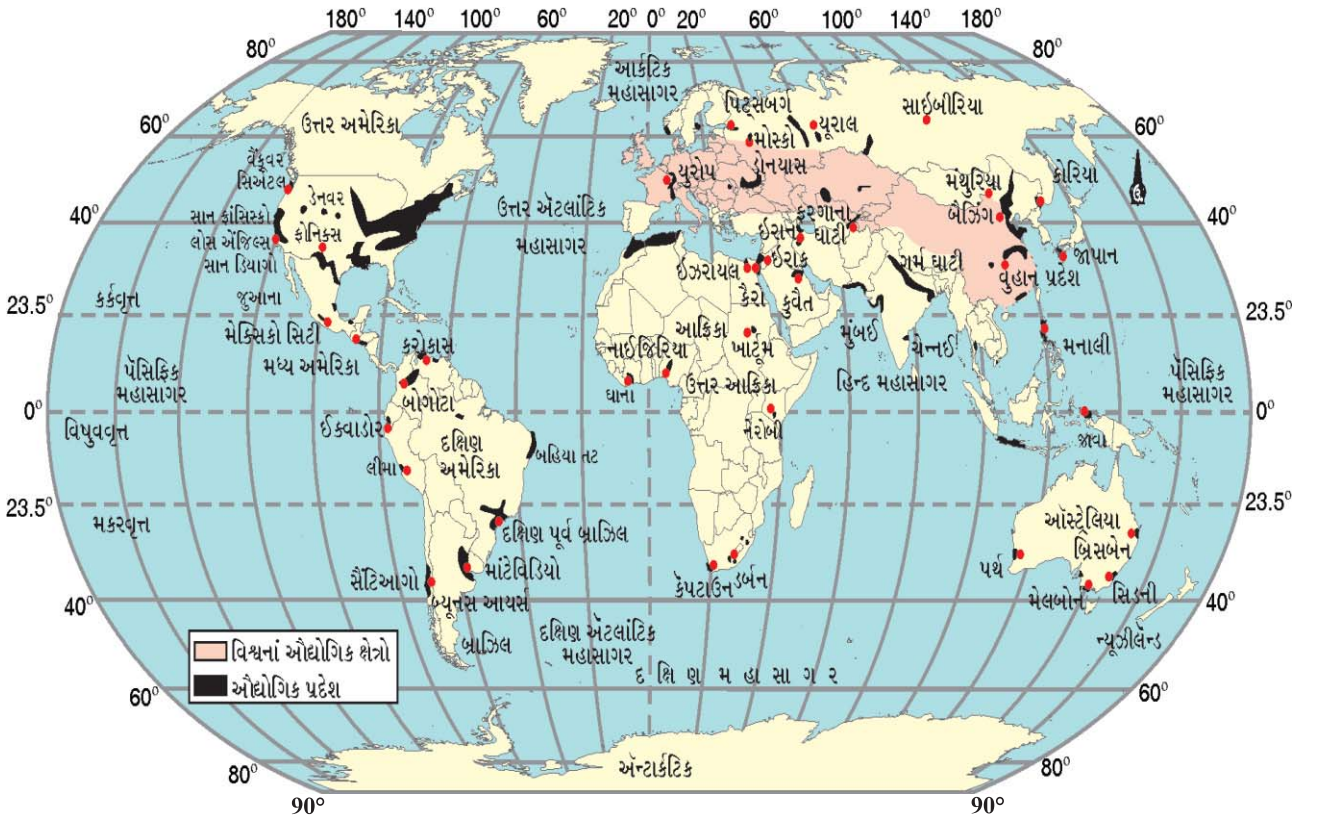 180° 140° 100° 60° 20° 0° 20° 60° 100° 140° 180°
80° 80°
આર્કટિક
મહાસાગર
પિટ્સબર્ગ
સાઇબીરિયા
60° ઉત્તર અમેરિકા યૂરાલ 60°
મોસ્કો
વૈંકૂવર
સિઍટલ
યુરોપ
ડોનયાસ
મંચુરિયા
કોરિયા
ઉ
ડેનવર
40° ઉત્તર ઍટલાંટિક બૈઝિંગ 40°
સાન ફ્રાંસિસ્કો
ફરગાના
લોસ એંજિલ્સ
ફોનિક્સ
મહાસાગર
ઇરાન
ઘાટી
જાપાન
સાન ડિયાગો
ઇઝરાયલ
ઇરાક
ગમ ઘાટી
વુહાન પ્રદેશ
કર્કવૃત્ત
જુઆના
કૈરો
કુવૈત
23.5° 23.5°
મેક્સિકો સિટી
કરાકાસ
આફ્રિકા
ખાર્ટૂમ
મુંબઈ
ચેન્નઈ
મનાલી
મધ્ય અમેરિકા
નાઈજિરિયા
પૅસિફિક
મહાસાગર
બોગોટા
ઘાના
ઉત્તર આફ્રિકા
હિન્દ મહાસાગર
પૅસિફિક
મહાસાગર
0° 0°
વિષુવવૃત્ત
ઈક્વાડોર
દક્ષિણ
અમેરિકા
નૈરોબી
જાવા
લીમા
બહિયા તટ
23.5° 23.5°
મકરવૃત્ત
દક્ષિણ પૂર્વ બ્રાઝિલ
ઑસ્ટ્રેલિયા
બ્રિસબેન
સૈંટિઆગો
માંટેવિડિયો
કૅપટાઉન
ડર્બન
પર્થ
બ્યૂનસ આયર્સ
મેલબોર્ન
સિડની
40° 40°
બ્રાઝિલ
દક્ષિણ ઍટલાંટિક
મહાસાગર
ન્યૂઝીલૅન્ડ
વિશ્વનાં ઔદ્યોગિક ક્ષેત્રો
ઔદ્યોગિક પ્રદેશ
દ ક્ષિ ણ મ હા સા ગ ર
60° 60°
ઍન્ટાર્કટિક
80° 80°
90° 90°